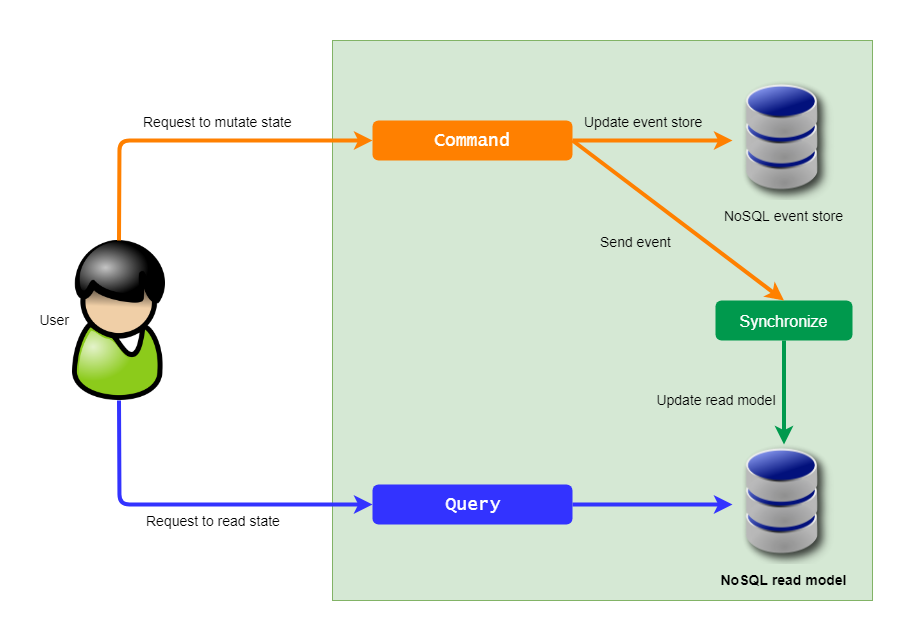 Request to mutate state
Command
Update event store
NoSQL event store
Send event
User
Synchronize
Update read model
Query
Request to read state
NoSQL read model